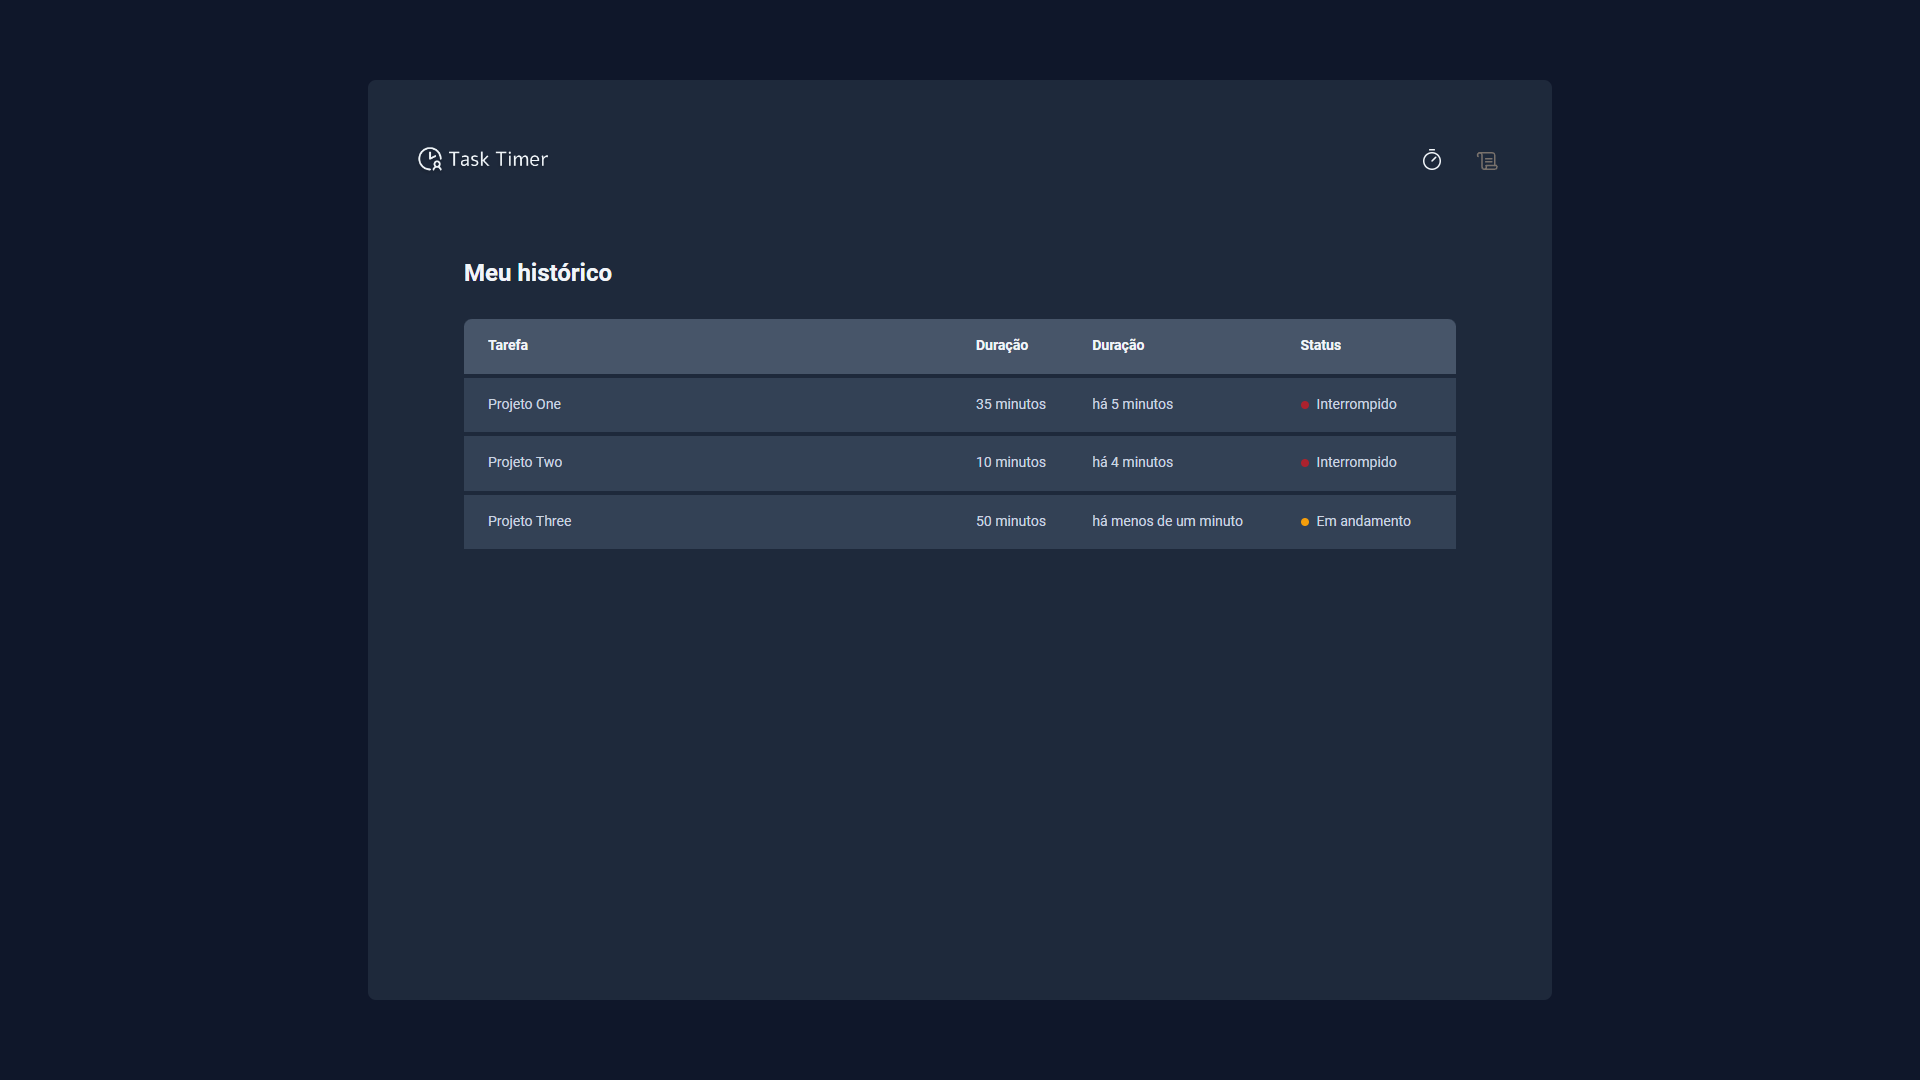 Task Timer
Meu histórico
Tarefa Duração Duração Status
Projeto One 35 minutos há 5 minutos Interrompido
Projeto Two 10 minutos há 4 minutos Interrompido
Projeto Three 50 minutos há menos de um minuto Em andamento